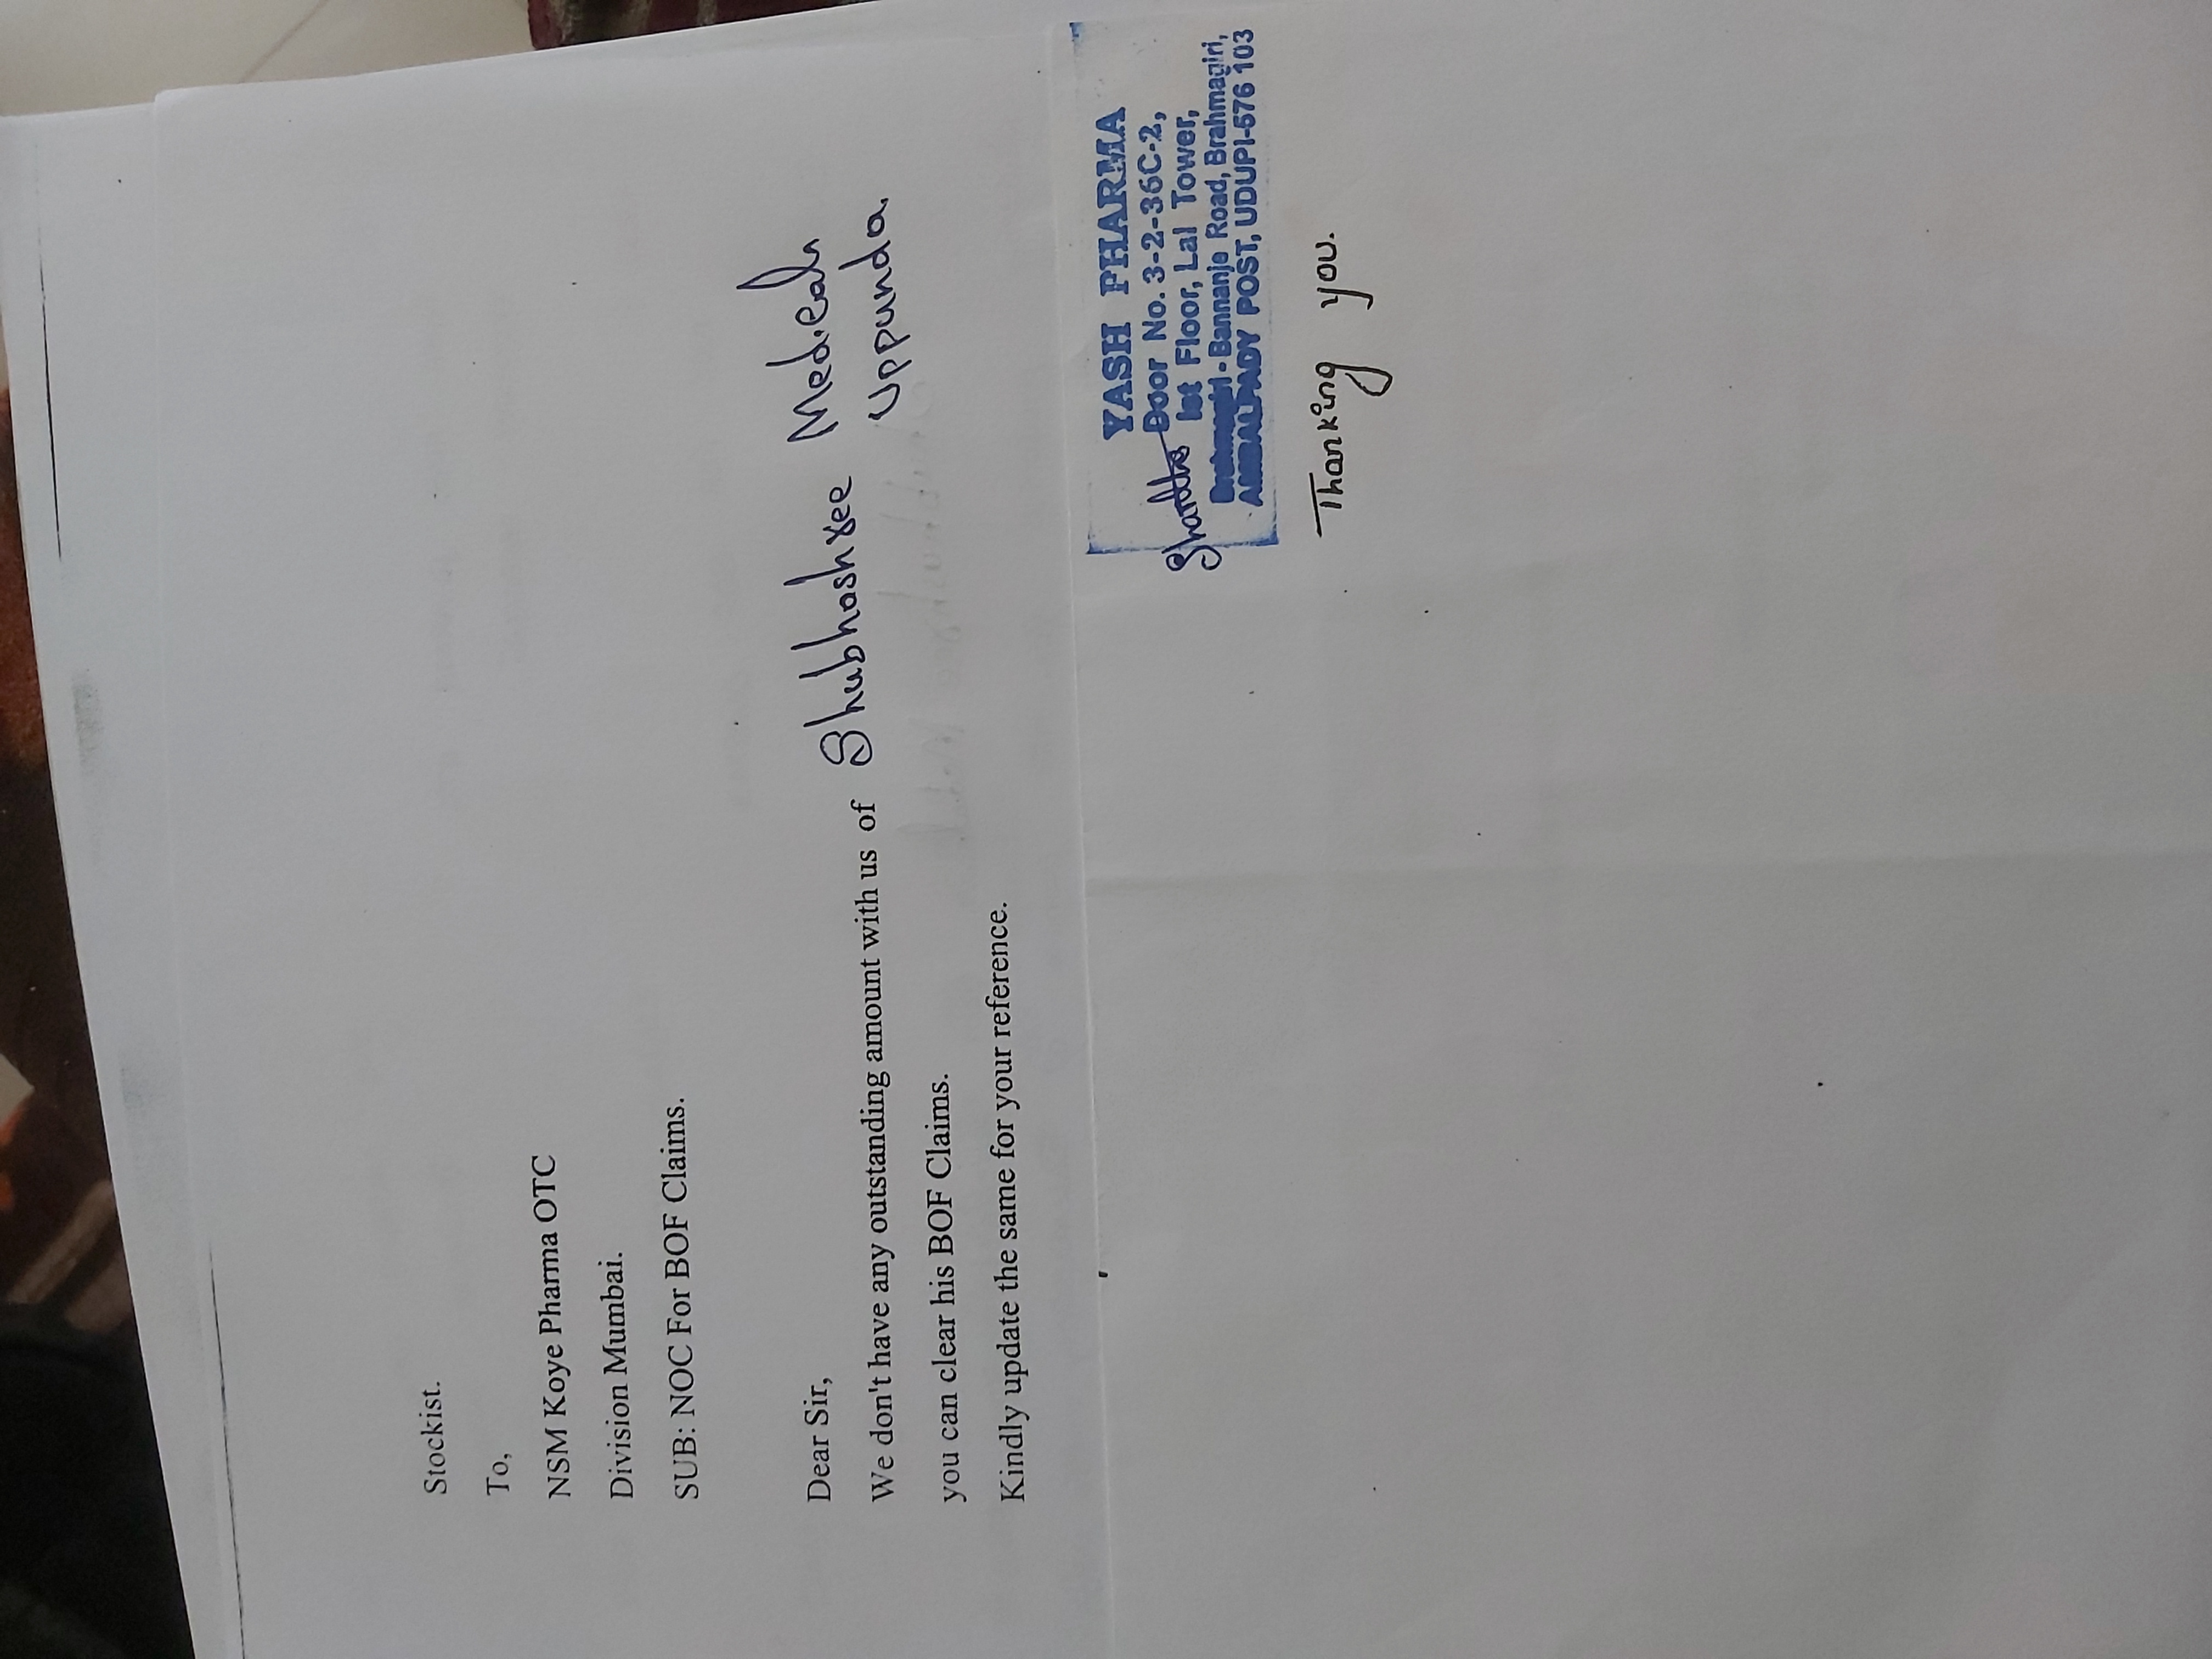 Stockist.
To,
NSM Koye Pharma OTC
Division Mumbai.
SUB: NOC For BOF Claims.
Dear Sir,
We don't have any outstanding amount with us of Shubhashree Medicals
Uppunda.
you can clear his BOF Claims.
Kindly update the same for your reference.
YASH PHARMA
Door No. 3-2-36C-2,
Ist Floor, Lal Tower,
Brahmagiri - Bannanje Road, Brahmagiri,
AMBALPADY POST, UDUPI-576 103
Thanking you.